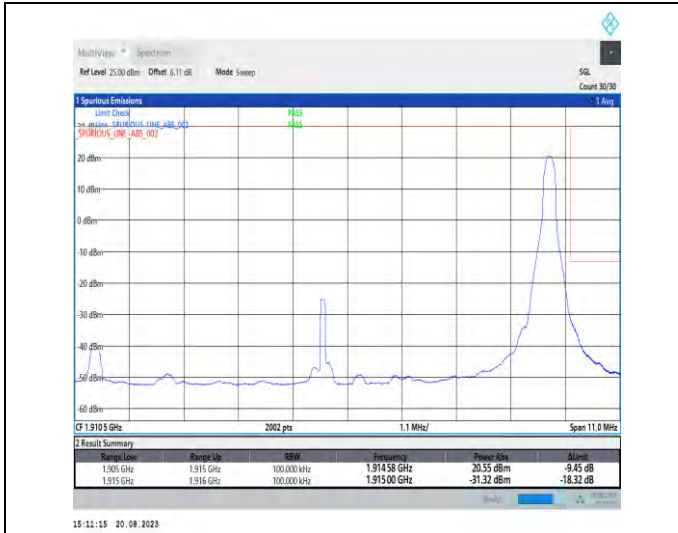 MultiView Spectrum
Ref Level 25.00 dBm Offset 6.11 dB Mode Sweep SGL
Count 30/30
1 Spurious Emissions 1 Avg
Limit Check PASS
Line _SPURIOUS_LINE_ABS_002 PASS
SPURIOUS_LINE_ABS_002
20 dBm
10 dBm
0 dBm
-10 dBm
-20 dBm
-30 dBm
-40 dBm
-50 dBm
-60 dBm
CF 1.9105 GHz 2002 pts 1.1 MHz/ Span 11.0 MHz
2 Result Summary
Range Low Range Up RBW Frequency Power Abs ΔLimit
1.905 GHz 1.915 GHz 100.000 kHz 1.91458 GHz 20.55 dBm -9.45 dB
1.915 GHz 1.916 GHz 100.000 kHz 1.91500 GHz -31.32 dBm -18.32 dB
Ready
15:11:15 20.08.2023